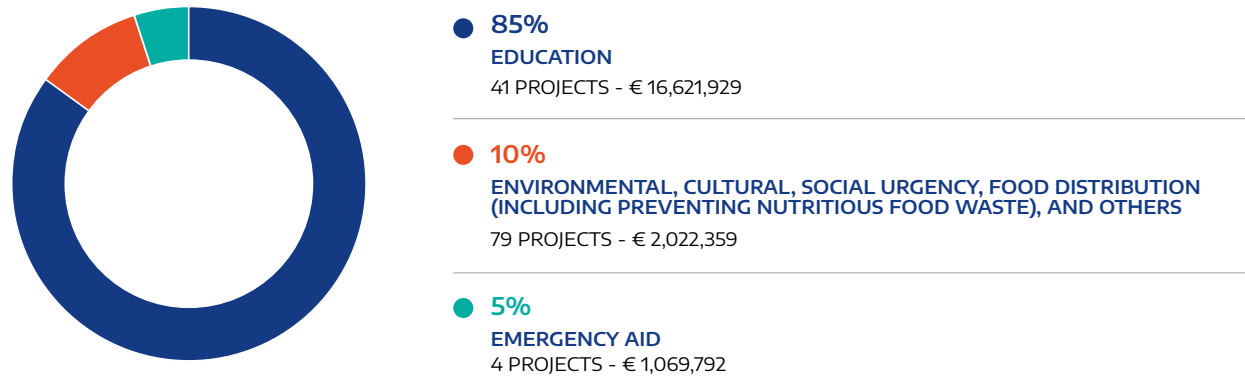 85%
EDUCATION
41 PROJECTS - € 16,621,929
10%
ENVIRONMENTAL, CULTURAL, SOCIAL URGENCY, FOOD DISTRIBUTION
(INCLUDING PREVENTING NUTRITIOUS FOOD WASTE), AND OTHERS
79 PROJECTS - € 2,022,359
5%
EMERGENCY AID
4 PROJECTS - € 1,069,792